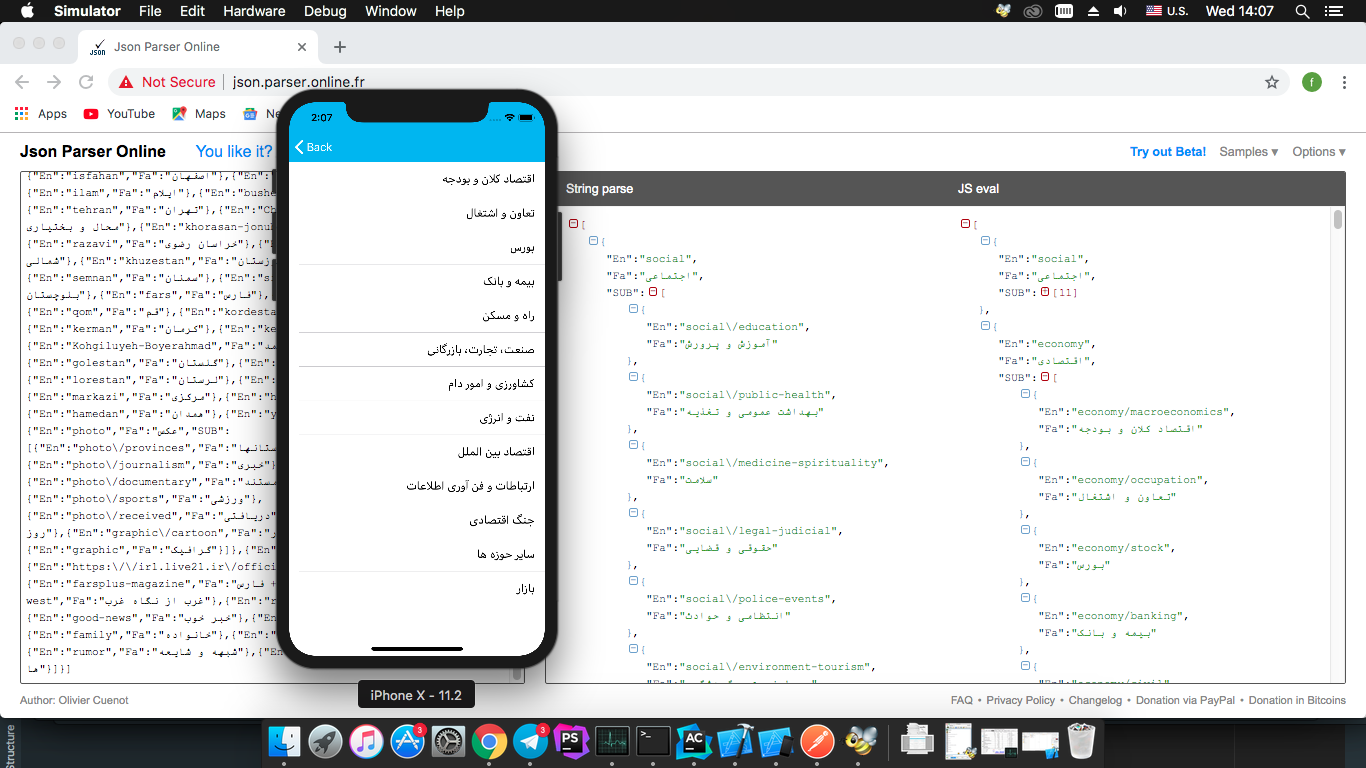 Simulator File Edit Hardware Debug Window Help U.S. Wed 14:07
Json Parser Online
Not Secure json.parser.online.fr f
Apps YouTube Maps Ne
Json Parser Online You like it? Try out Beta! Samples ▾ Options ▾
{"En":"isfahan","Fa":"اصفهان"},{"En":
{"En":"ilam","Fa":"ایلام"},{"En":"bushe
{"En":"tehran","Fa":"تهران"},{"En":"Ch
محال و بختیاری"},{"En":"khorasan-jonub
{"En":"razavi","Fa":"خراسان رضوی"},{"E
شمالی"},{"En":"khuzestan","Fa":"
{"En":"semnan","Fa":"سمنان"},{"En":"si
بلوچستان"},{"En":"fars","Fa":"فارس"},
{"En":"qom","Fa":"قم"},{"En":"kordesta
{"En":"kerman","Fa":"کرمان"},{"En":"ke
"En":"Kohgiluyeh-Boyerahmad","Fa":"
{"En":"golestan","Fa":"گلستان"},{"En":
{"En":"lorestan","Fa":"لرستان"},{"En":
{"En":"markazi","Fa":"مرکزی"},{"En":"h
{"En":"hamedan","Fa":"همدان"},{"En":"y
{"En":"photo","Fa":"عکس","SUB":
[{"En":"photo\/provinces","Fa":"
{"En":"photo\/journalism","Fa":"خبری"}
{"En":"photo\/documentary","Fa":"مستند"
{"En":"photo\/sports","Fa":"ورزشی"},
{"En":"photo\/received","Fa":"دریافتی"
روز"},{"En":"graphic\/cartoon","Fa":"
{"En":"graphic","Fa":"گرافیک"}]},{"En":
"En":"https:\/\/ir1.live21.ir\/offici
{"En":"farsplus-magazine","Fa":"فارس +
west","Fa":"غرب از نگاه غرب"},{"En":"r
{"En":"good-news","Fa":"خبر خوب"},{"En
{"En":"family","Fa":"خانواده"},{"En":"
{"En":"rumor","Fa":"شبهه و شایعه"},{"En
ها"}]}]
2:07
Back
اقتصاد کلان و بودجه
تعاون و اشتغال
بورس
بیمه و بانک
راه و مسکن
صنعت، تجارت، بازرگانی
کشاورزی و امور دام
نفت و انرژی
اقتصاد بین الملل
ارتباطات و فن آوری اطلاعات
جنگ اقتصادی
سایر حوزه ها
بازار
iPhone X - 11.2
String parse
[
{
"En":"social",
"Fa":"اجتماعی",
"SUB":[
{
"En":"social\/education",
"Fa":"آموزش و پرورش"
},
{
"En":"social\/public-health",
"Fa":"بهداشت عمومی و تغذیه"
},
{
"En":"social\/medicine-spirituality",
"Fa":"سلامت"
},
{
"En":"social\/legal-judicial",
"Fa":"حقوقی و قضایی"
},
{
"En":"social\/police-events",
"Fa":"انتظامی و حوادث"
},
{
"En":"social\/environment-tourism",
JS eval
[
{
"En":"social",
"Fa":"اجتماعی",
"SUB":[11]
},
{
"En":"economy",
"Fa":"اقتصادی",
"SUB":[
{
"En":"economy/macroeconomics",
"Fa":"اقتصاد کلان و بودجه"
},
{
"En":"economy/occupation",
"Fa":"تعاون و اشتغال"
},
{
"En":"economy/stock",
"Fa":"بورس"
},
{
"En":"economy/banking",
"Fa":"بیمه و بانک"
},
{
Author: Olivier Cuenot FAQ • Privacy Policy • Changelog • Donation via PayPal • Donation in Bitcoins
Structure
3 3 PS AC